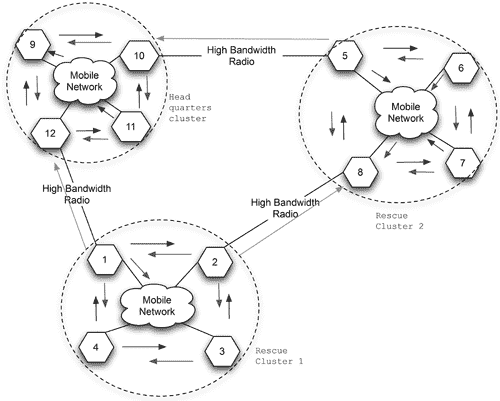 9
10
Mobile
Network
12
11
Head
quarters
cluster
High Bandwidth
Radio
5
6
Mobile
Network
8
7
Rescue
Cluster 2
High Bandwidth
Radio
High Bandwidth
Radio
1
2
Mobile
Network
4
3
Rescue
Cluster 1